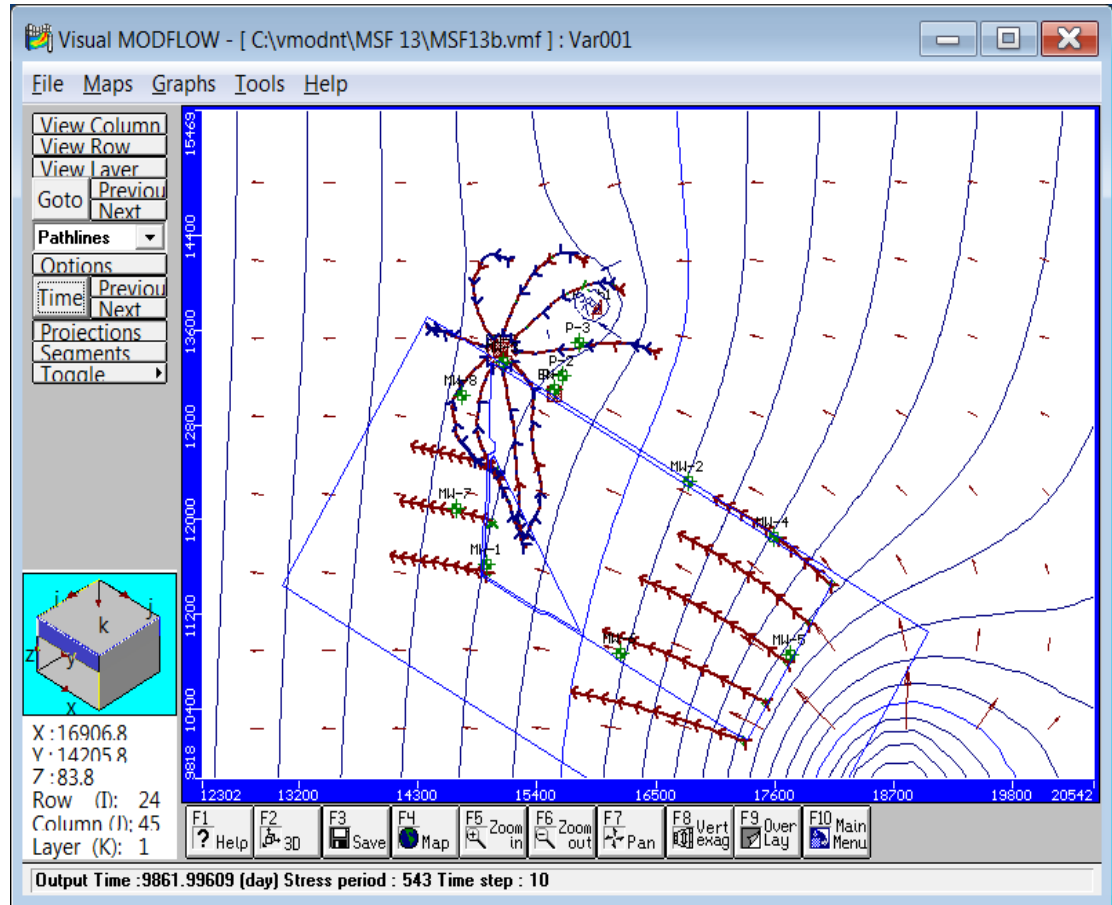 Visual MODFLOW - [ C:\vmodnt\MSF 13\MSF13b.vmf ] : Var001
File Maps Graphs Tools Help
View Column
View Row
View Layer
Goto
Previou
Next
Pathlines
Options
Time
Previou
Next
Projections
Segments
Toggle
i j
k
z y
x
X :16906.8
Y :14205.8
Z :83.8
Row (I): 24
Column (J): 45
Layer (K): 1
15469
14400
13600
12800
12000
11200
10400
9818
P-3
P-2
MW-8
MW-2
MW-7
MW-4
MW-1
MW-5
12302 13200 14300 15400 16500 17600 18700 19800 20542
F1 ? Help
F2 3D
F3 Save
F4 Map
F5 Zoom in
F6 Zoom out
F7 Pan
F8 Vert exag
F9 Over Lay
F10 Main Menu
Output Time :9861.99609 (day) Stress period : 543 Time step : 10